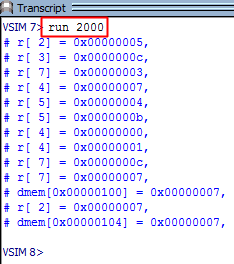 Transcript
VSIM 7> run 2000
# r[ 2] = 0x00000005,
# r[ 3] = 0x0000000c,
# r[ 7] = 0x00000003,
# r[ 4] = 0x00000007,
# r[ 5] = 0x00000004,
# r[ 5] = 0x0000000b,
# r[ 4] = 0x00000000,
# r[ 4] = 0x00000001,
# r[ 7] = 0x0000000c,
# r[ 7] = 0x00000007,
# dmem[0x00000100] = 0x00000007,
# r[ 2] = 0x00000007,
# dmem[0x00000104] = 0x00000007,
VSIM 8>